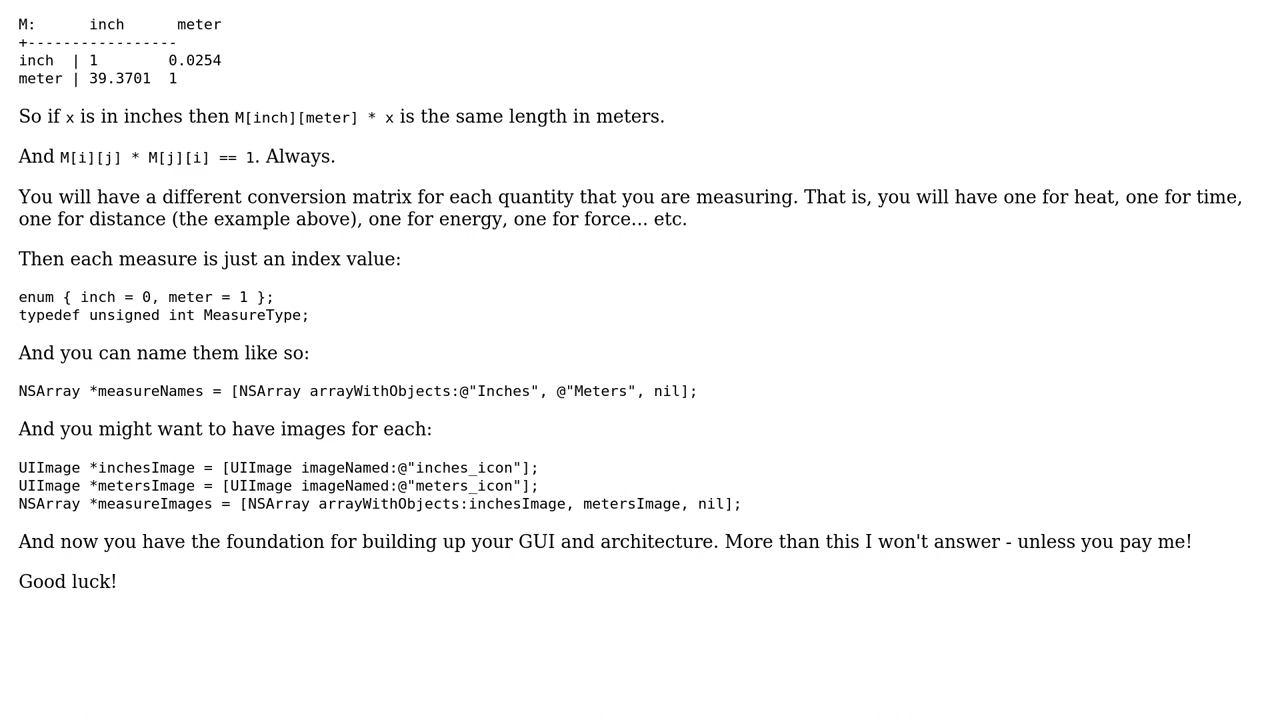 M:      inch      meter
+-----------------
inch  | 1        0.0254
meter | 39.3701  1
So if x is in inches then M[inch][meter] * x is the same length in meters.
And M[i][j] * M[j][i] == 1. Always.
You will have a different conversion matrix for each quantity that you are measuring. That is, you will have one for heat, one for time,
one for distance (the example above), one for energy, one for force... etc.
Then each measure is just an index value:
enum { inch = 0, meter = 1 };
typedef unsigned int MeasureType;
And you can name them like so:
NSArray *measureNames = [NSArray arrayWithObjects:@"Inches", @"Meters", nil];
And you might want to have images for each:
UIImage *inchesImage = [UIImage imageNamed:@"inches_icon"];
UIImage *metersImage = [UIImage imageNamed:@"meters_icon"];
NSArray *measureImages = [NSArray arrayWithObjects:inchesImage, metersImage, nil];
And now you have the foundation for building up your GUI and architecture. More than this I won't answer - unless you pay me!
Good luck!